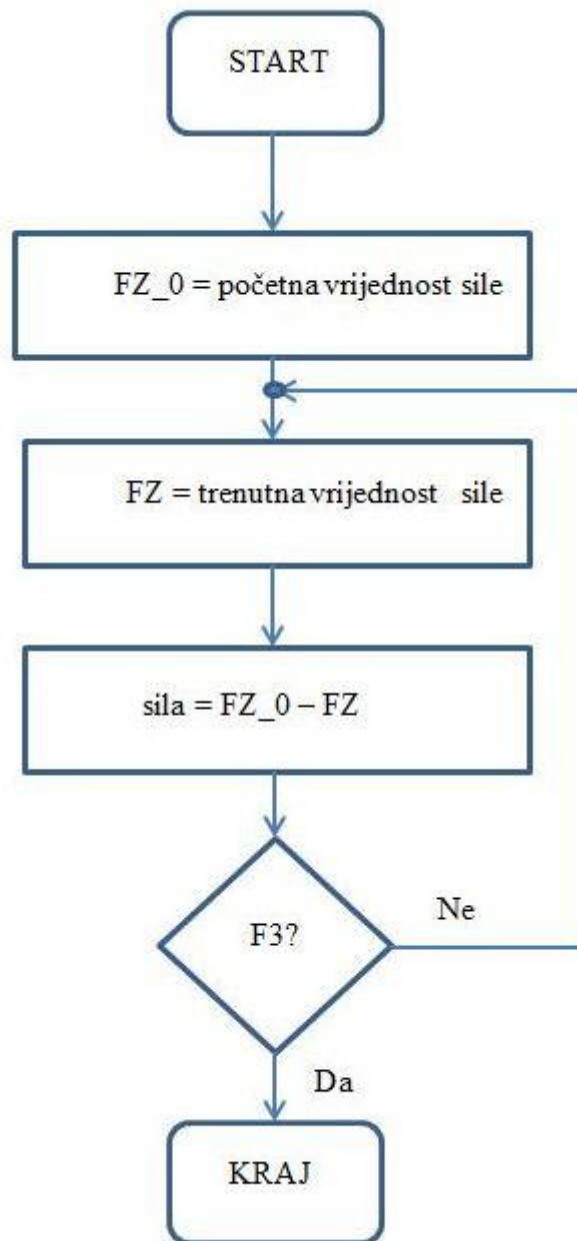 START
FZ_0 = početna vrijednost sile
FZ = trenutna vrijednost sile
sila = FZ_0 – FZ
F3?
Ne
Da
KRAJ